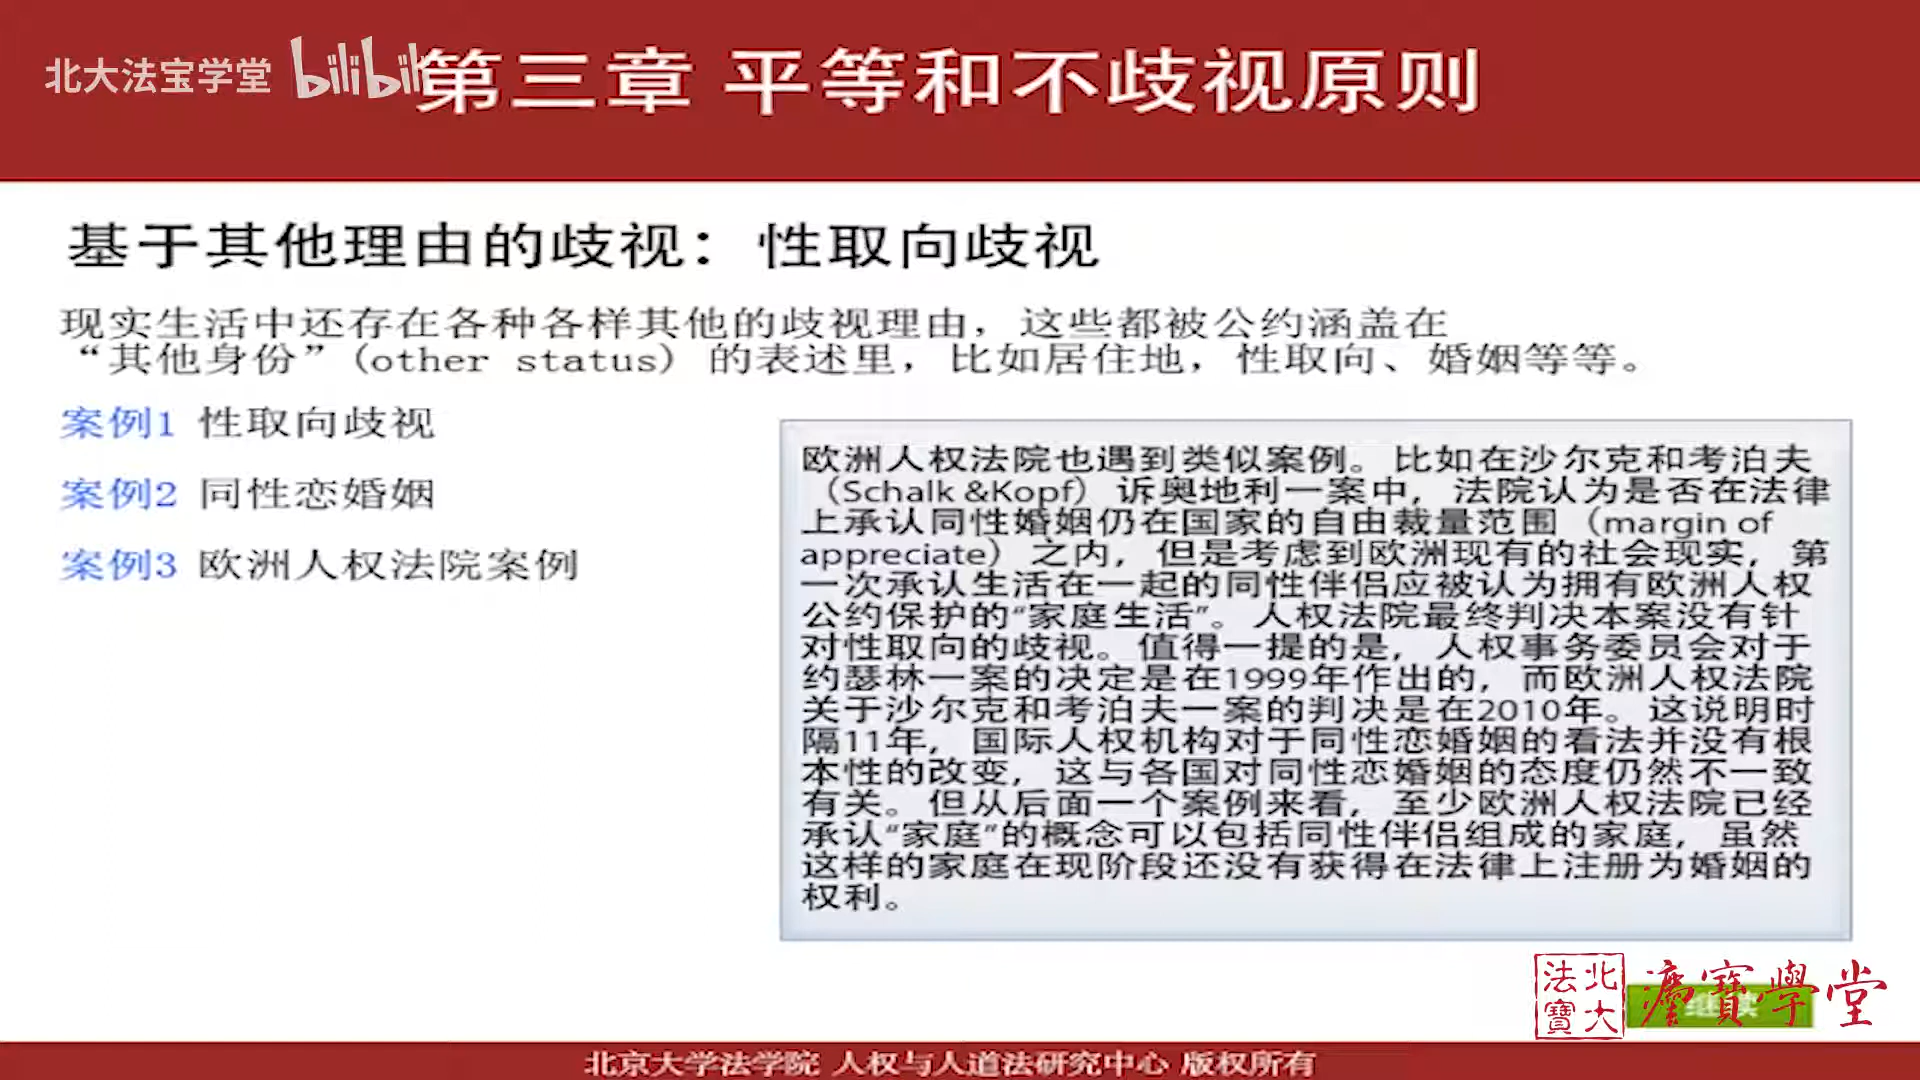 北大法宝学堂 bilibili
第三章 平等和不歧视原则
基于其他理由的歧视：性取向歧视
现实生活中还存在各种各样其他的歧视理由，这些都被公约涵盖在
“其他身份”(other status) 的表述里，比如居住地，性取向、婚姻等等。
案例1 性取向歧视
案例2 同性恋婚姻
案例3 欧洲人权法院案例
欧洲人权法院也遇到类似案例。比如在沙尔克和考泊夫
（Schalk &Kopf）诉奥地利一案中，法院认为是否在法律
上承认同性婚姻仍在国家的自由裁量范围（margin of
appreciate）之内，但是考虑到欧洲现有的社会现实，第
一次承认生活在一起的同性伴侣应被认为拥有欧洲人权
公约保护的“家庭生活”。人权法院最终判决本案没有针
对性取向的歧视。值得一提的是，人权事务委员会对于
约瑟林一案的决定是在1999年作出的，而欧洲人权法院
关于沙尔克和考泊夫一案的判决是在2010年。这说明时
隔11年，国际人权机构对于同性恋婚姻的看法并没有根
本性的改变，这与各国对同性恋婚姻的态度仍然不一致
有关。但从后面一个案例来看，至少欧洲人权法院已经
承认“家庭”的概念可以包括同性伴侣组成的家庭，虽然
这样的家庭在现阶段还没有获得在法律上注册为婚姻的
权利。
北大法寶
灋寶學堂
继续
北京大学法学院 人权与人道法研究中心 版权所有